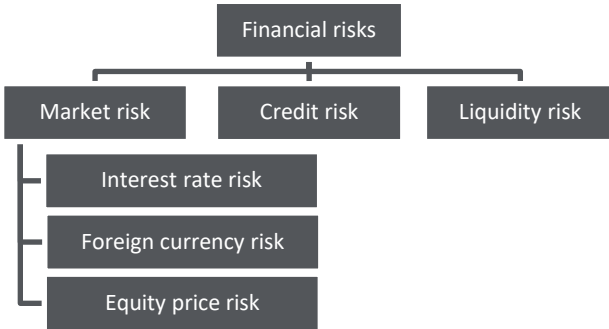 Financial risks
Market risk
Credit risk
Liquidity risk
Interest rate risk
Foreign currency risk
Equity price risk